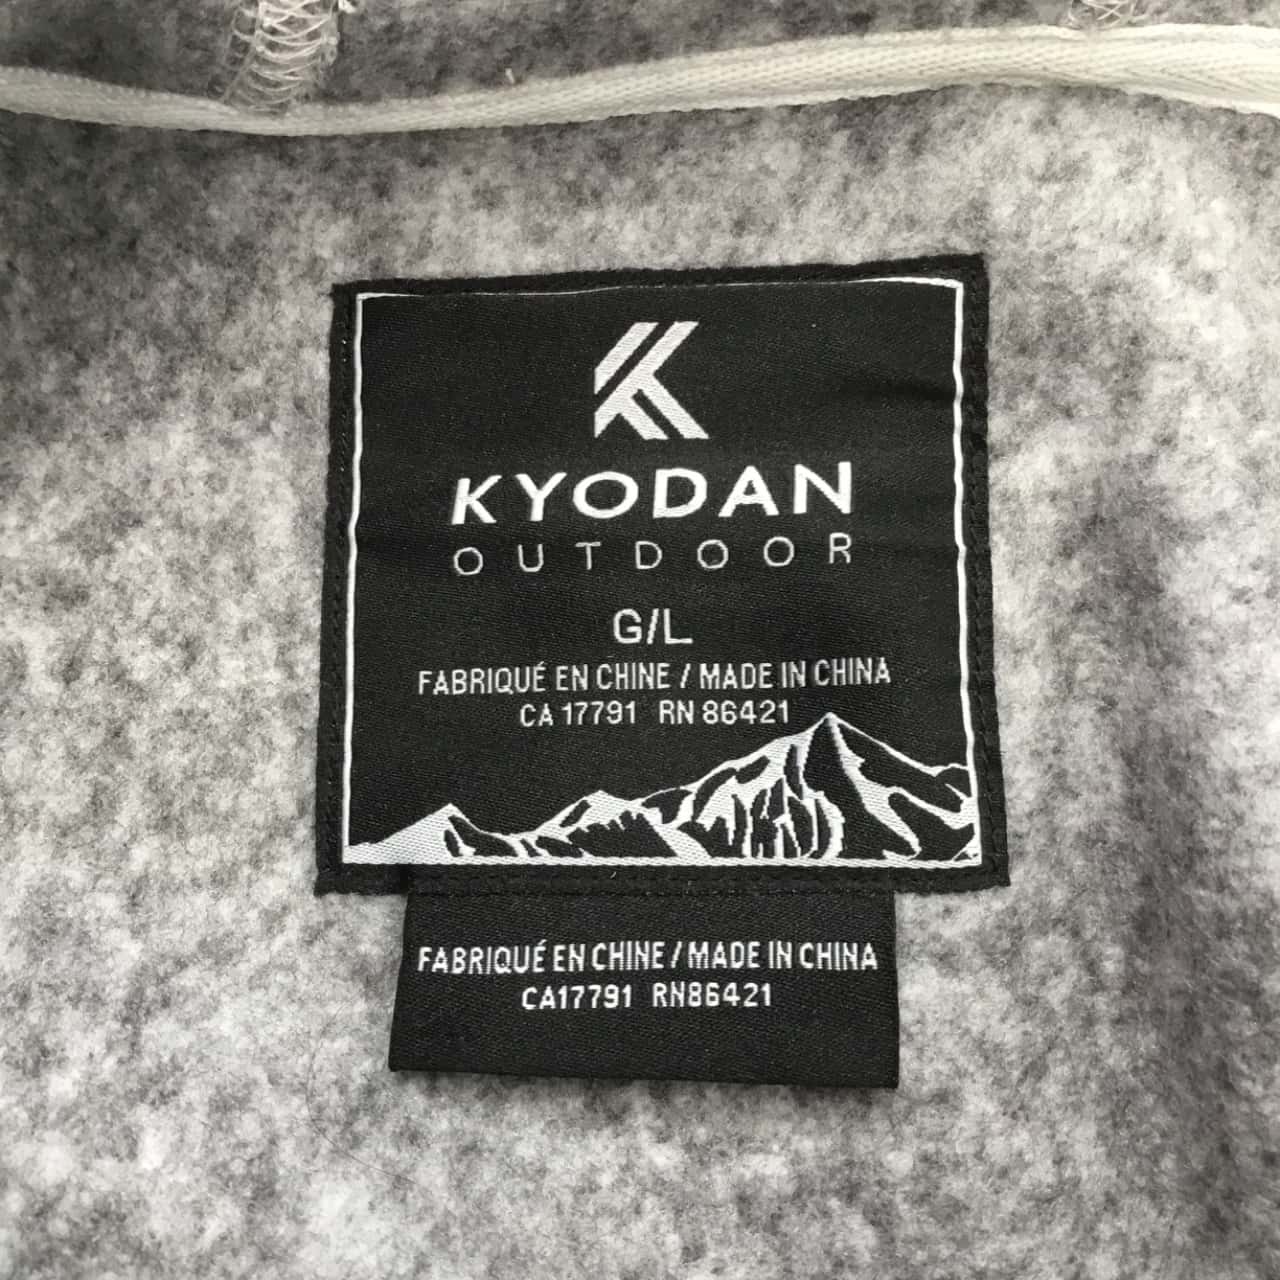 KYODAN
OUTDOOR
G/L
FABRIQUÉ EN CHINE / MADE IN CHINA
CA 17791 RN 86421
FABRIQUÉ EN CHINE / MADE IN CHINA
CA17791 RN86421